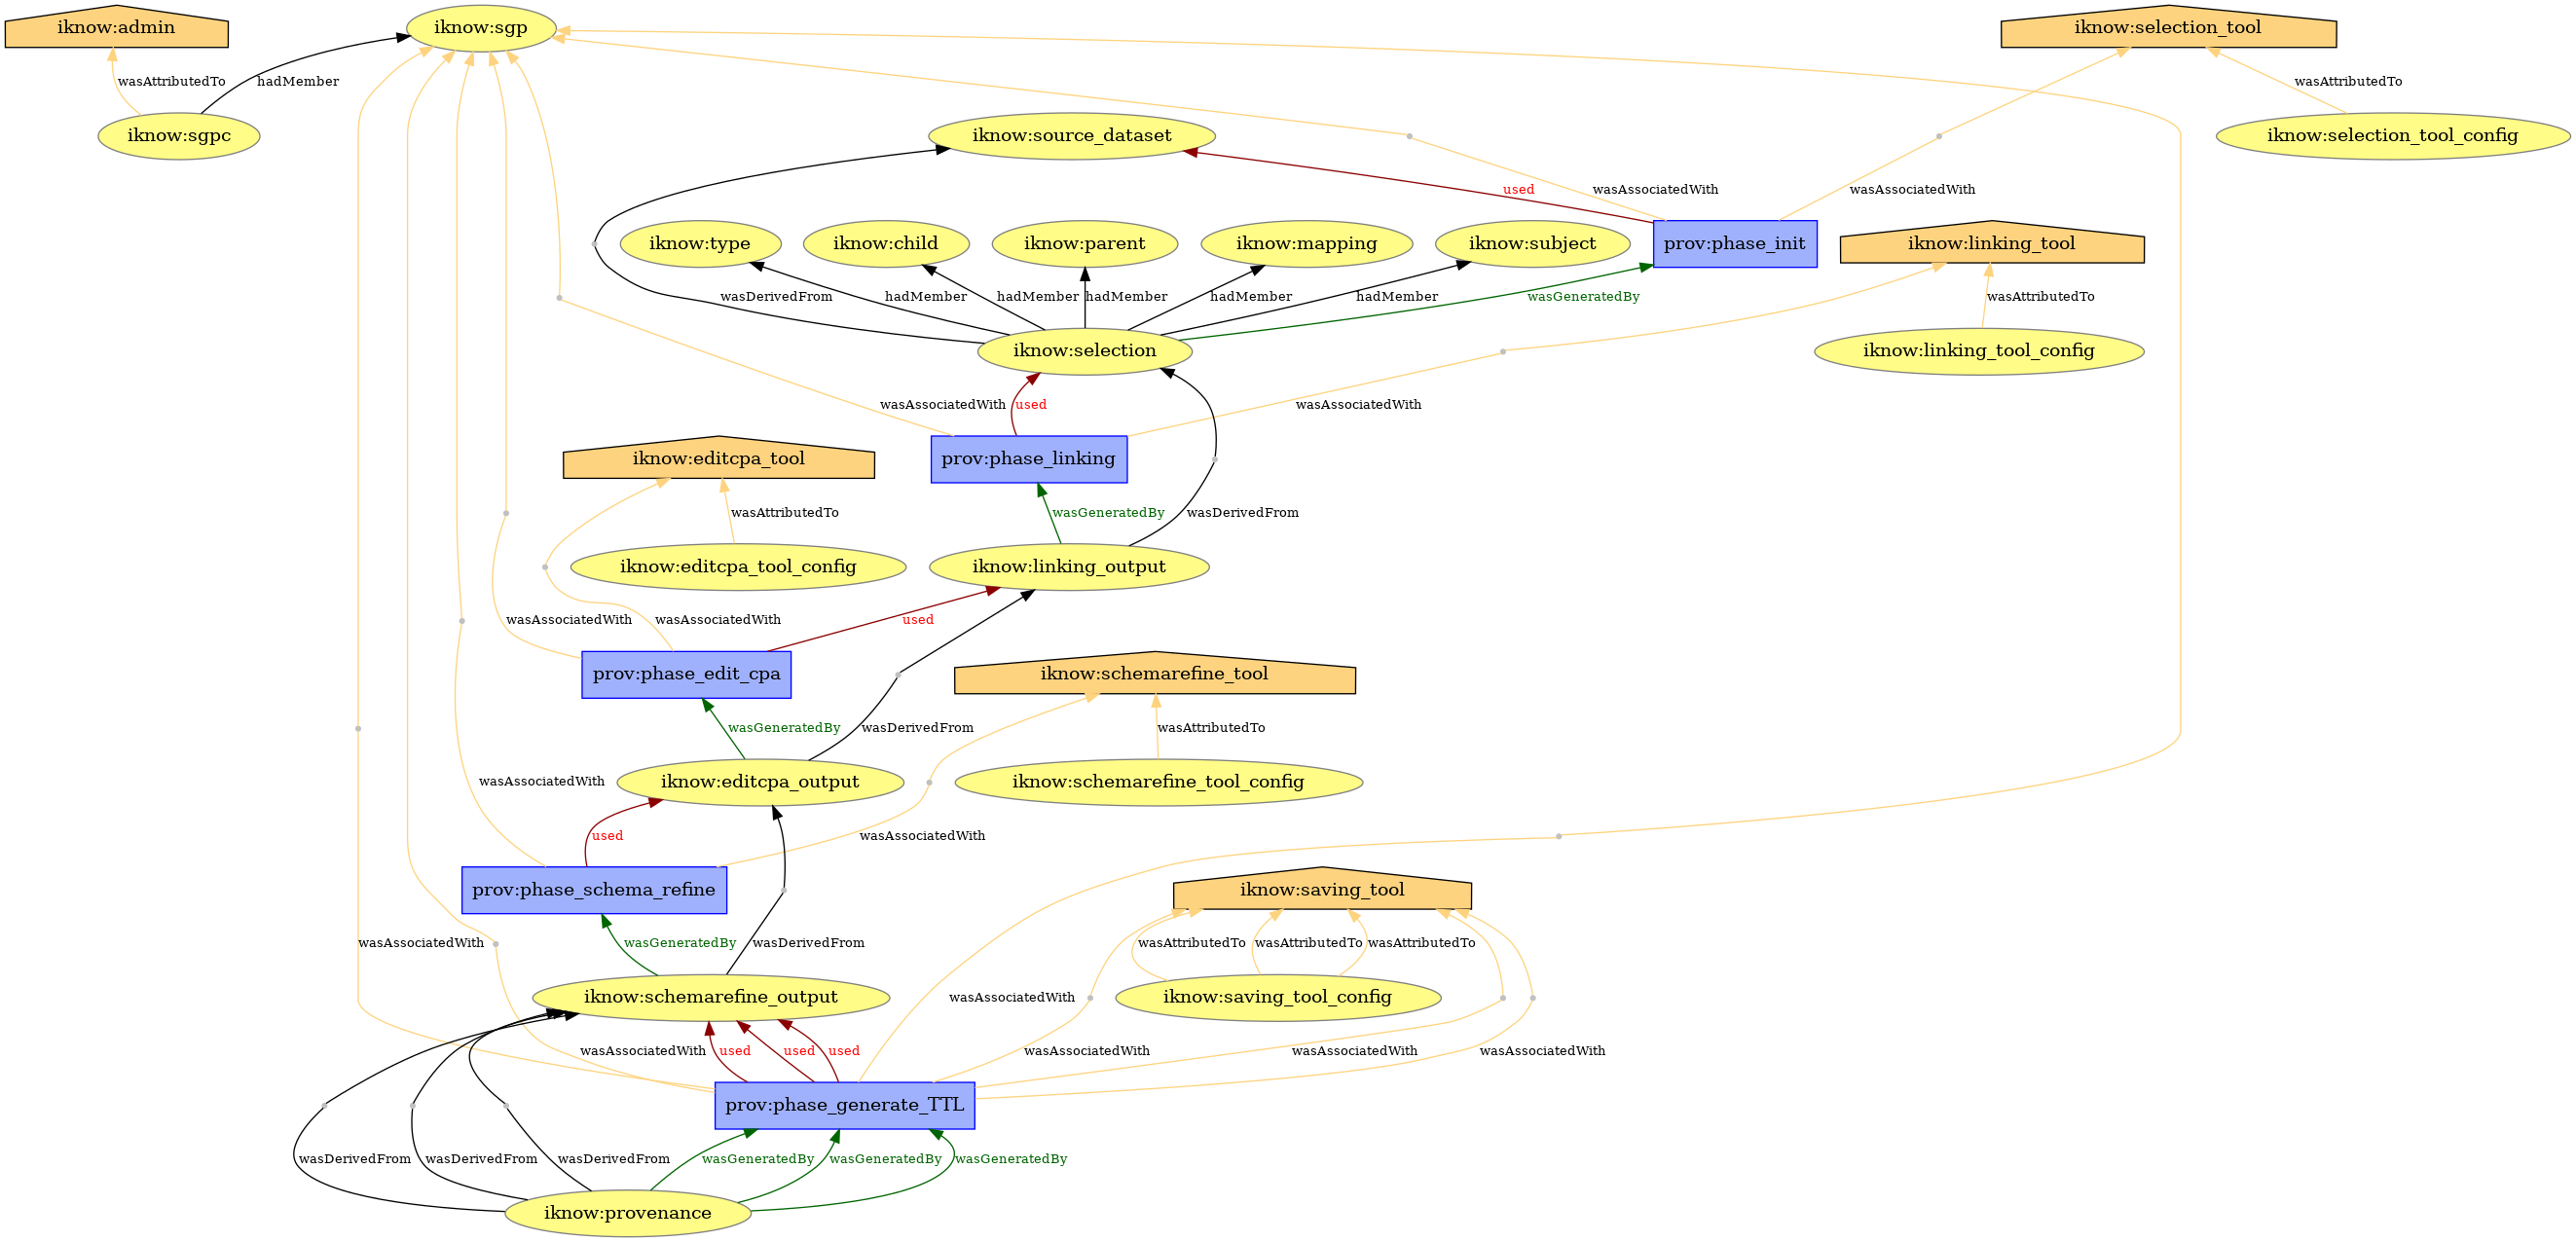 iknow:admin
iknow:sgp
iknow:selection_tool
wasAttributedTo
hadMember
wasAttributedTo
iknow:sgpc
iknow:source_dataset
iknow:selection_tool_config
used
wasAssociatedWith
wasAssociatedWith
iknow:type
iknow:child
iknow:parent
iknow:mapping
iknow:subject
prov:phase_init
iknow:linking_tool
wasDerivedFrom
hadMember
hadMember
hadMember
hadMember
hadMember
wasGeneratedBy
wasAttributedTo
iknow:selection
iknow:linking_tool_config
wasAssociatedWith
used
wasAssociatedWith
iknow:editcpa_tool
prov:phase_linking
wasAttributedTo
wasGeneratedBy
wasDerivedFrom
iknow:editcpa_tool_config
iknow:linking_output
wasAssociatedWith
wasAssociatedWith
used
prov:phase_edit_cpa
iknow:schemarefine_tool
wasGeneratedBy
wasDerivedFrom
wasAttributedTo
iknow:editcpa_output
iknow:schemarefine_tool_config
wasAssociatedWith
used
wasAssociatedWith
prov:phase_schema_refine
iknow:saving_tool
wasAssociatedWith
wasGeneratedBy
wasDerivedFrom
wasAttributedTo
wasAttributedTo
wasAttributedTo
iknow:schemarefine_output
wasAssociatedWith
iknow:saving_tool_config
wasAssociatedWith
used
used
used
wasAssociatedWith
wasAssociatedWith
wasAssociatedWith
prov:phase_generate_TTL
wasDerivedFrom
wasDerivedFrom
wasDerivedFrom
wasGeneratedBy
wasGeneratedBy
wasGeneratedBy
iknow:provenance